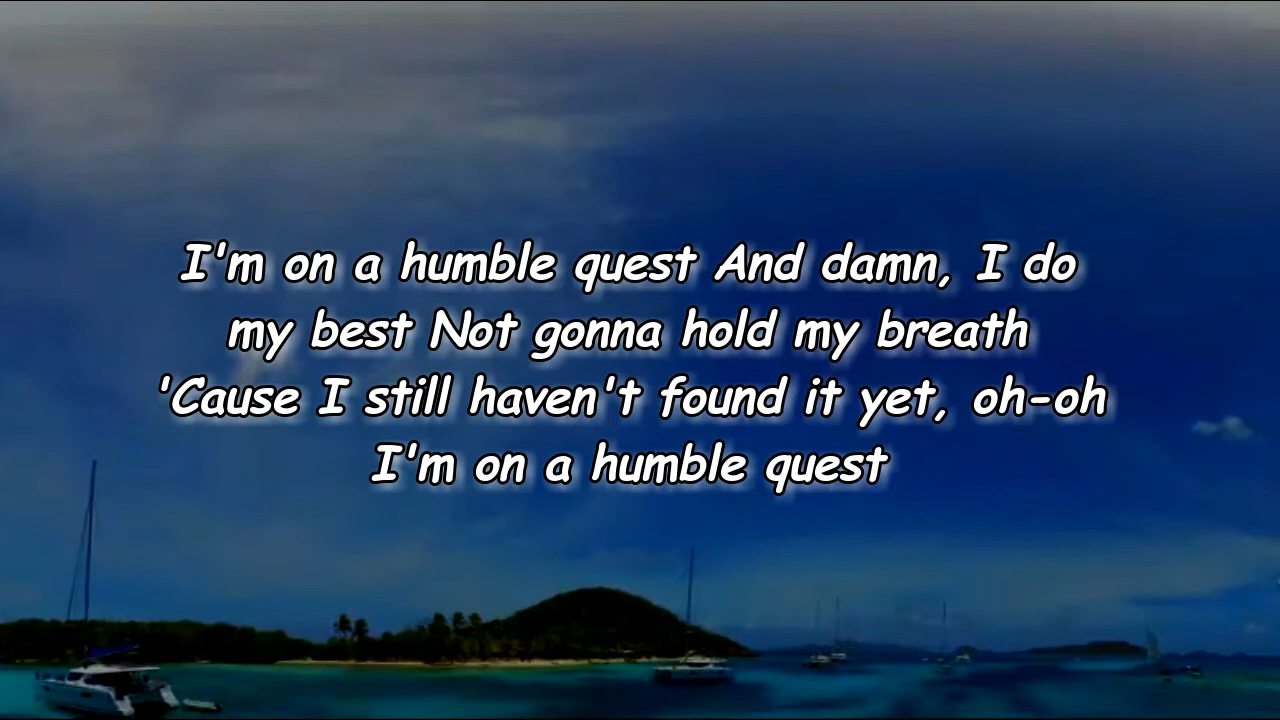 I'm on a humble quest And damn, I do
my best Not gonna hold my breath
'Cause I still haven't found it yet, oh-oh
I'm on a humble quest